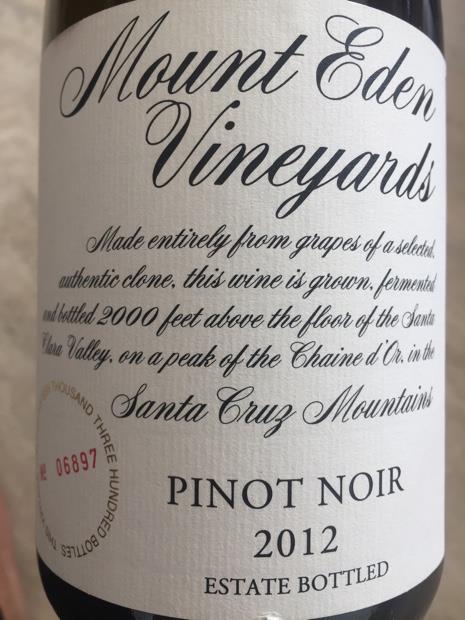 Mount Eden
Vineyards
Made entirely from grapes of a selected,
authentic clone, this wine is grown, fermented
and bottled 2000 feet above the floor of the Santa
Clara Valley, on a peak of the Chaine d'Or, in the
Santa Cruz Mountains.
THOUSAND THREE HUNDRED BOTTLES
Nº 06897
PINOT NOIR
2012
ESTATE BOTTLED